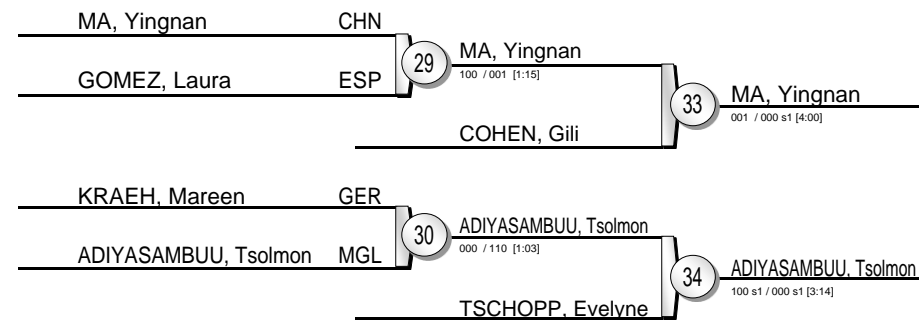 MA, Yingnan CHN
GOMEZ, Laura ESP
29
MA, Yingnan
100 / 001 [1:15]
COHEN, Gili
33
MA, Yingnan
001 / 000 s1 [4:00]
KRAEH, Mareen GER
ADIYASAMBUU, Tsolmon MGL
30
ADIYASAMBUU, Tsolmon
000 / 110 [1:03]
TSCHOPP, Evelyne
34
ADIYASAMBUU, Tsolmon
100 s1 / 000 s1 [3:14]